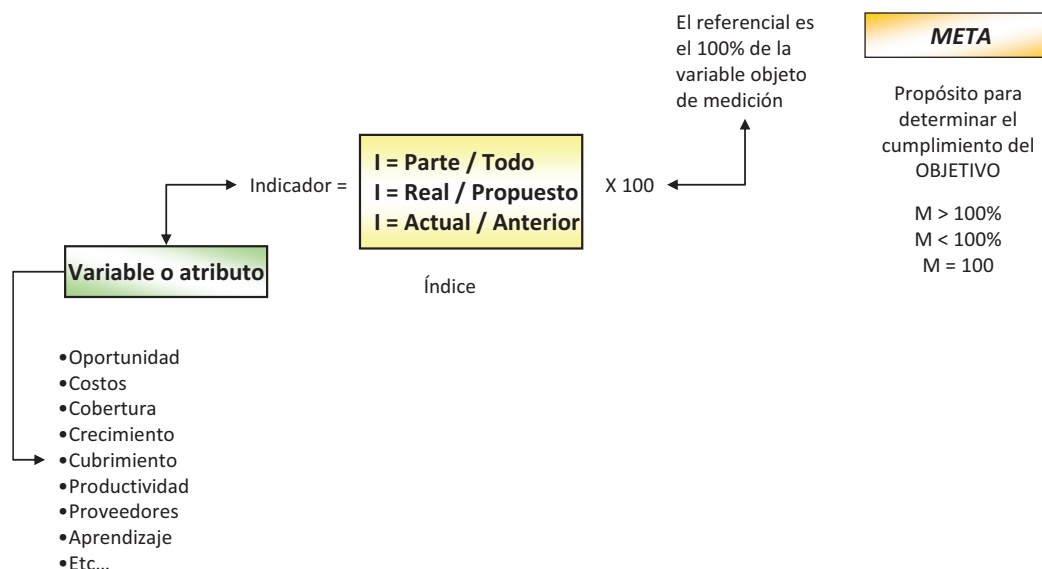 El referencial es
el 100% de la
variable objeto
de medición
META
Propósito para
determinar el
cumplimiento del
OBJETIVO
M > 100%
M < 100%
M = 100
Indicador =
I = Parte / Todo
I = Real / Propuesto
I = Actual / Anterior
X 100
Índice
Variable o atributo
•Oportunidad
•Costos
•Cobertura
•Crecimiento
•Cubrimiento
•Productividad
•Proveedores
•Aprendizaje
•Etc...